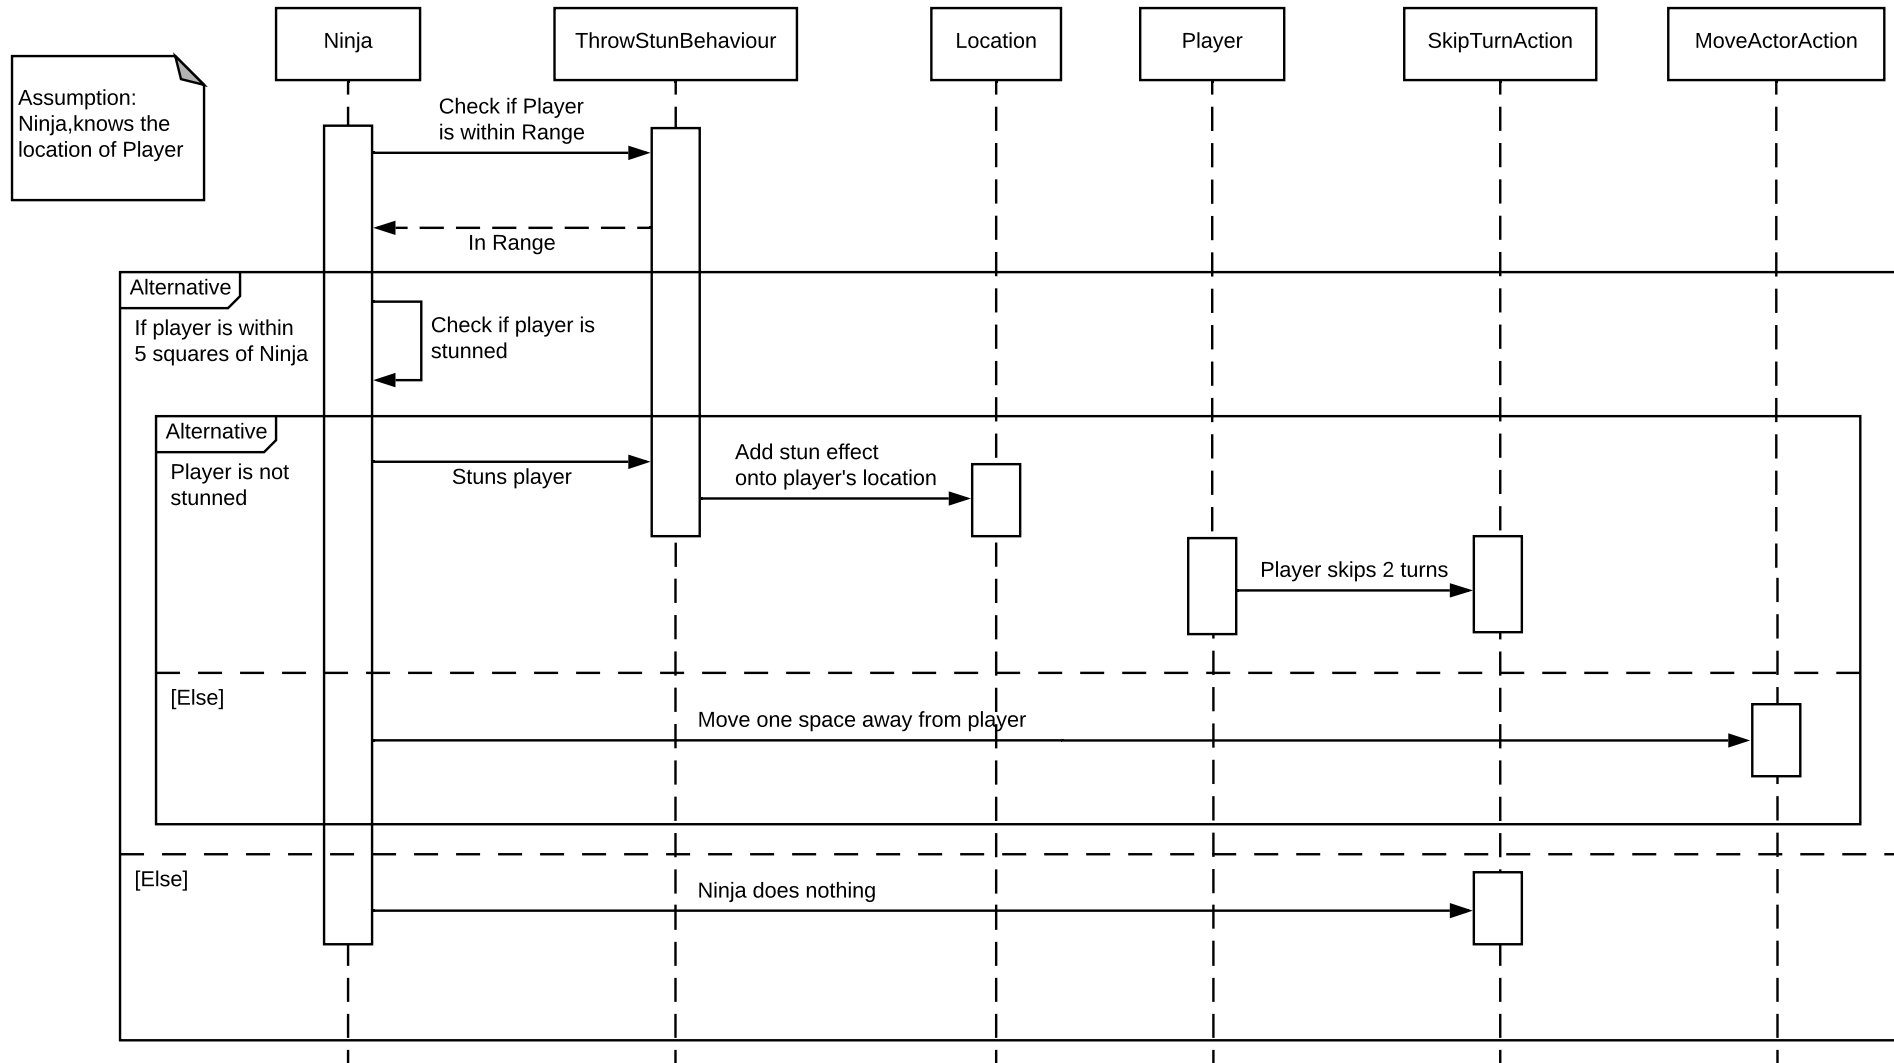 Ninja
ThrowStunBehaviour
Location
Player
SkipTurnAction
MoveActorAction
Assumption:
Ninja,knows the
location of Player
Check if Player
is within Range
In Range
Alternative
If player is within
5 squares of Ninja
Check if player is
stunned
Alternative
Player is not
stunned
Stuns player
Add stun effect
onto player's location
Player skips 2 turns
[Else]
Move one space away from player
[Else]
Ninja does nothing